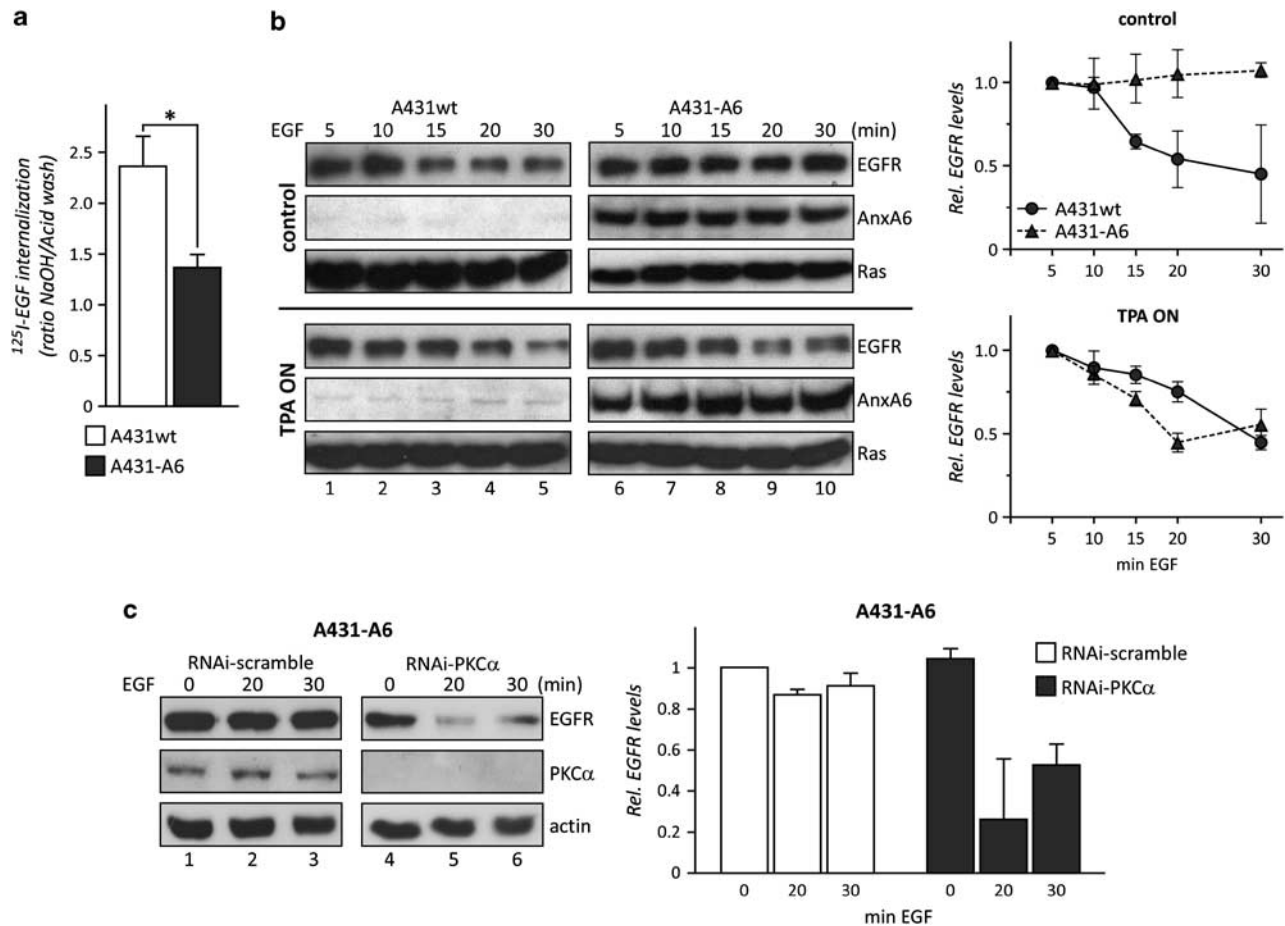 a
¹²⁵I-EGF internalization
(ratio NaOH/Acid wash)
2.5
2.0
1.5
1.0
0.5
0
*
A431wt
A431-A6
b
A431wt
A431-A6
EGF 5 10 15 20 30 5 10 15 20 30 (min)
control
EGFR
AnxA6
Ras
TPA ON
EGFR
AnxA6
Ras
1 2 3 4 5 6 7 8 9 10
control
Rel. EGFR levels
1.0
0.5
0
A431wt
A431-A6
5 10 15 20 30
TPA ON
Rel. EGFR levels
1.0
0.5
0
5 10 15 20 30
min EGF
c
A431-A6
RNAi-scramble RNAi-PKCα
EGF 0 20 30 0 20 30 (min)
EGFR
PKCα
actin
1 2 3 4 5 6
A431-A6
Rel. EGFR levels
1
0.8
0.6
0.4
0.2
0
RNAi-scramble
RNAi-PKCα
0 20 30 0 20 30
min EGF